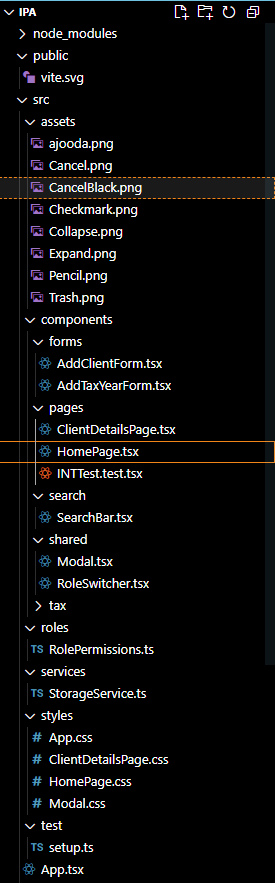 IPA
node_modules
public
vite.svg
src
assets
ajooda.png
Cancel.png
CancelBlack.png
Checkmark.png
Collapse.png
Expand.png
Pencil.png
Trash.png
components
forms
AddClientForm.tsx
AddTaxYearForm.tsx
pages
ClientDetailsPage.tsx
HomePage.tsx
INTTest.test.tsx
search
SearchBar.tsx
shared
Modal.tsx
RoleSwitcher.tsx
tax
roles
TS RolePermissions.ts
services
TS StorageService.ts
styles
# App.css
# ClientDetailsPage.css
# HomePage.css
# Modal.css
test
TS setup.ts
App.tsx